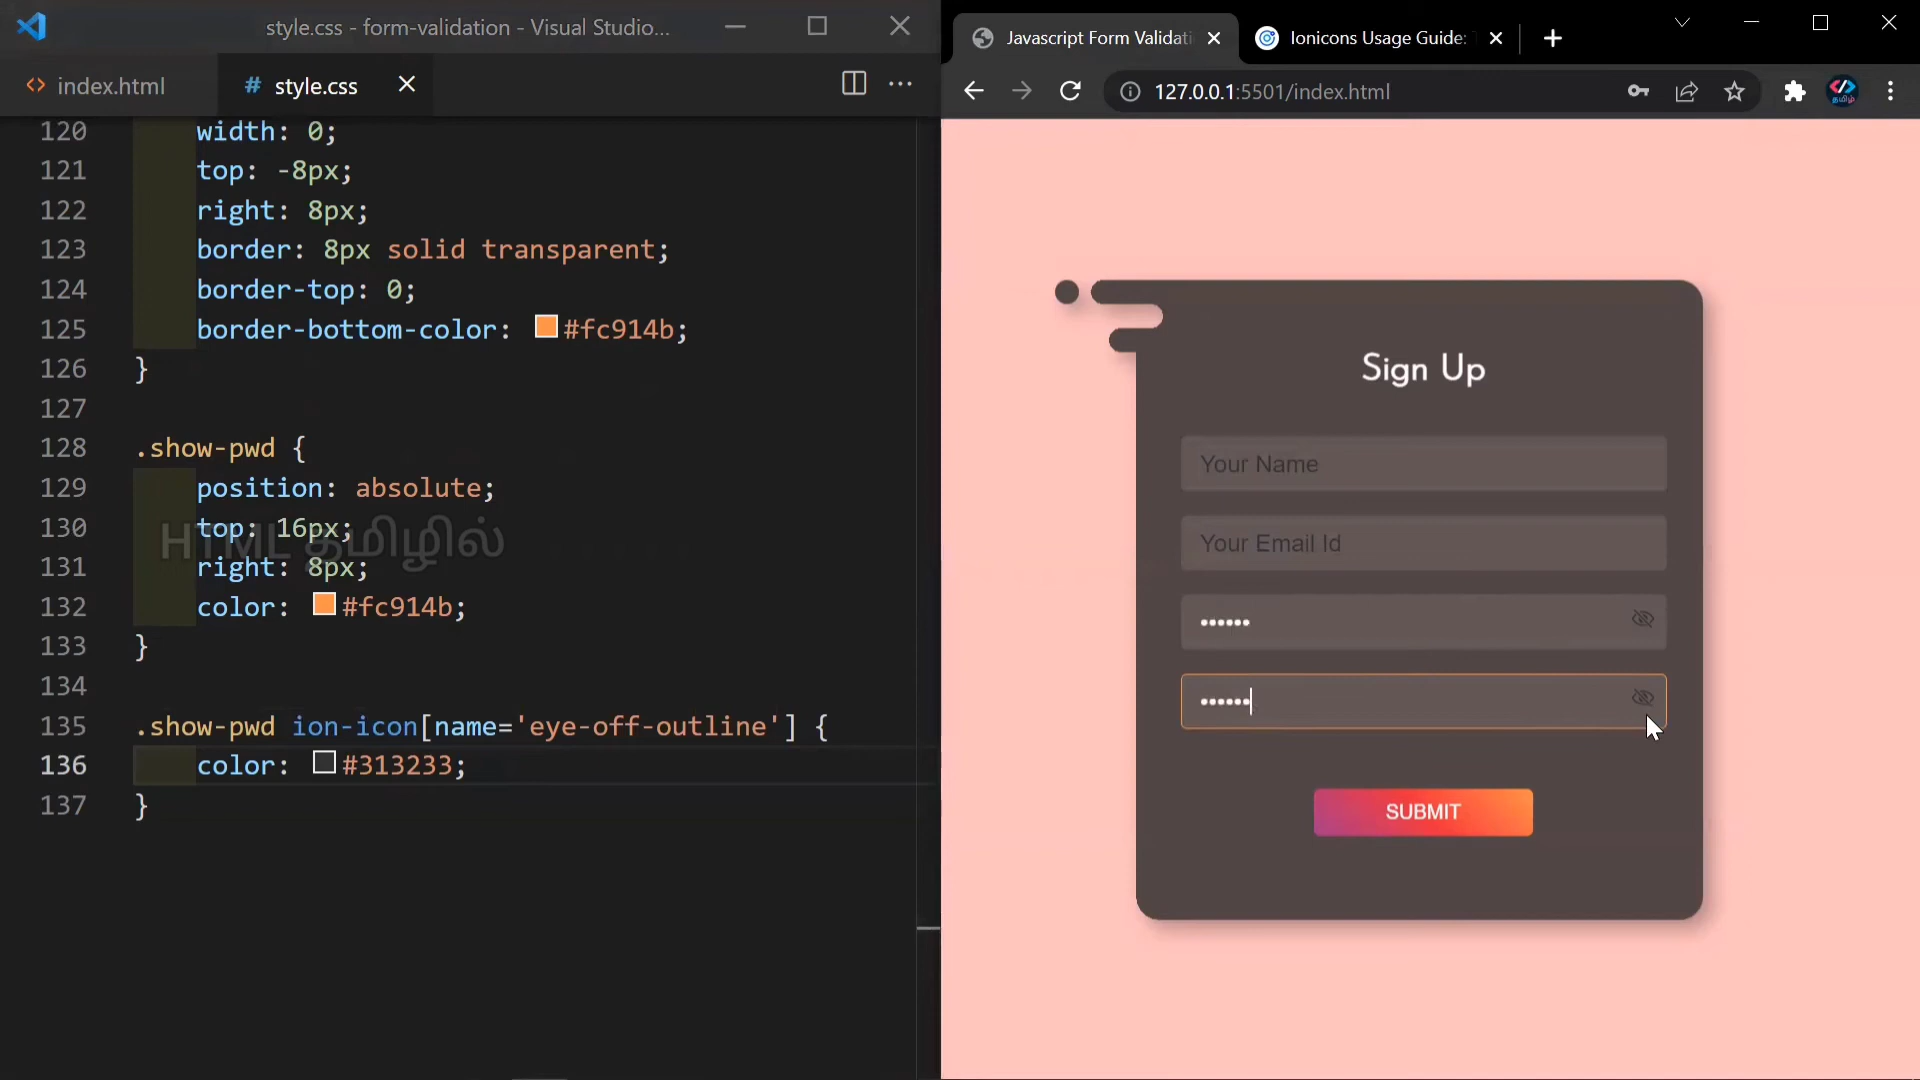 style.css - form-validation - Visual Studio...
index.html
# style.css
120 width: 0;
121 top: -8px;
122 right: 8px;
123 border: 8px solid transparent;
124 border-top: 0;
125 border-bottom-color: #fc914b;
126 }
127
128 .show-pwd {
129 position: absolute;
130 top: 16px;
131 right: 8px;
132 color: #fc914b;
133 }
134
135 .show-pwd ion-icon[name='eye-off-outline'] {
136 color: #313233;
137 }
HTML தமிழில்
Javascript Form Validati
Ionicons Usage Guide:
127.0.0.1:5501/index.html
தமிழ்
Sign Up
Your Name
Your Email Id
••••••
••••••
SUBMIT